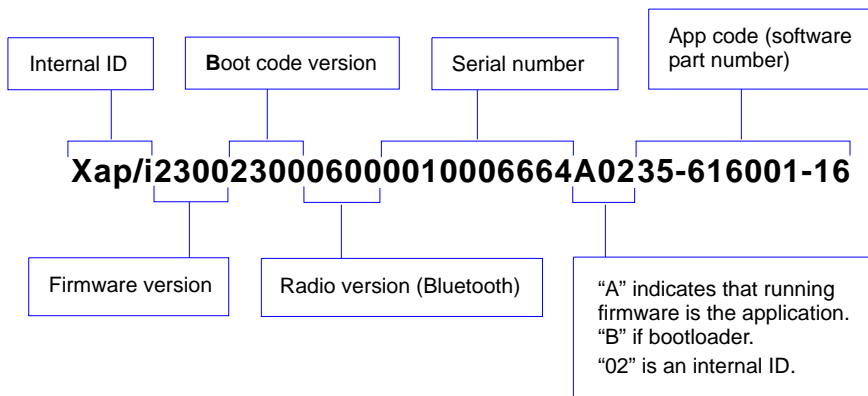 App code (software
part number)
Internal ID
Boot code version
Serial number
Xap/i2300230006000010006664A0235-616001-16
Firmware version
Radio version (Bluetooth)
“A” indicates that running
firmware is the application.
“B” if bootloader.
“02” is an internal ID.